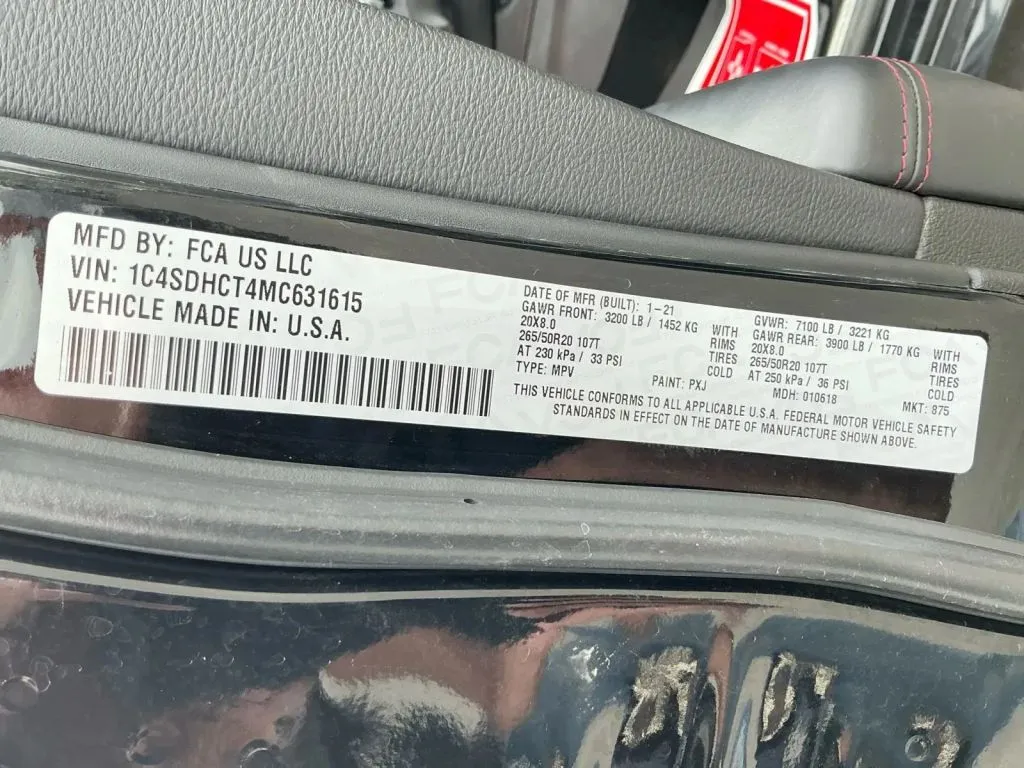 MFD BY: FCA US LLC
VIN: 1C4SDHCT4MC631615
VEHICLE MADE IN: U.S.A.
DATE OF MFR (BUILT): 1-21
GAWR FRONT: 3200 LB / 1452 KG WITH
20X8.0 RIMS
265/50R20 107T TIRES
AT 230 kPa / 33 PSI COLD
TYPE: MPV
PAINT: PXJ
GVWR: 7100 LB / 3221 KG
GAWR REAR: 3900 LB / 1770 KG WITH
20X8.0 RIMS
265/50R20 107T TIRES
AT 250 kPa / 36 PSI COLD
MDH: 010618
MKT: 875
THIS VEHICLE CONFORMS TO ALL APPLICABLE U.S.A. FEDERAL MOTOR VEHICLE SAFETY
STANDARDS IN EFFECT ON THE DATE OF MANUFACTURE SHOWN ABOVE.